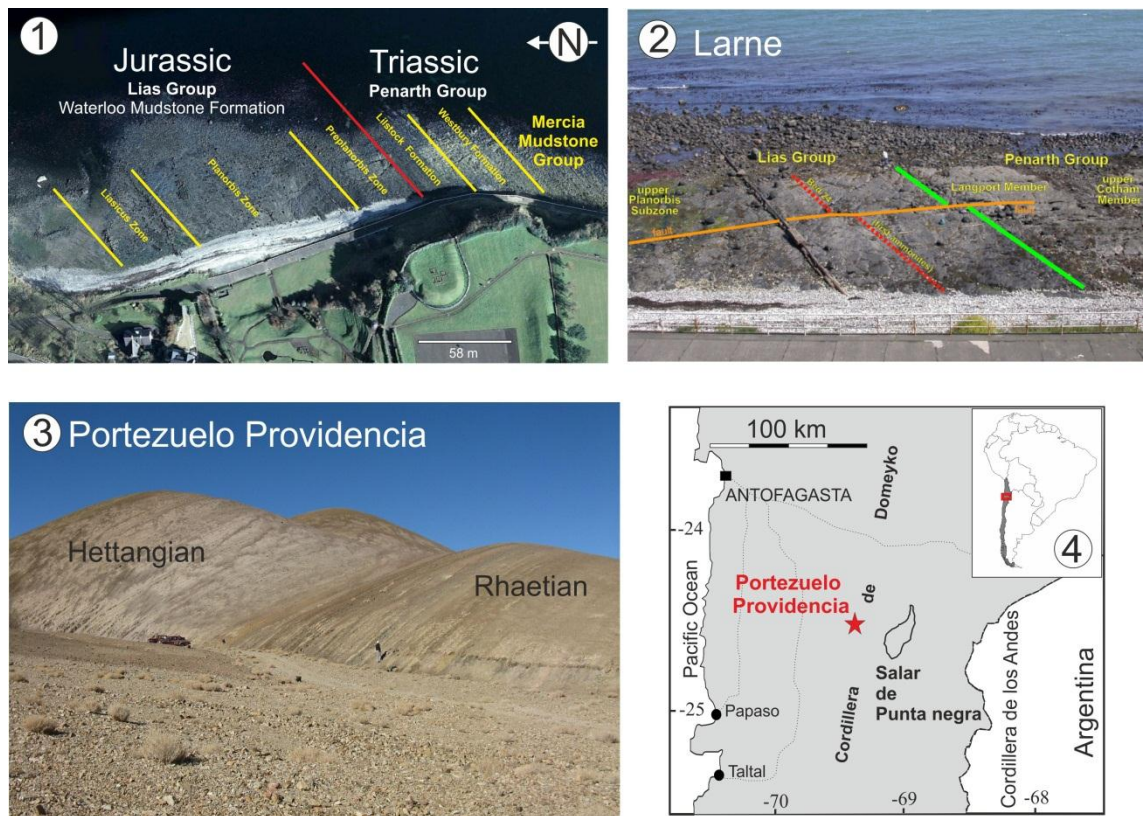 1
N
Jurassic
Lias Group
Waterloo Mudstone Formation
Triassic
Penarth Group
Mercia
Mudstone
Group
Westbury Formation
Lilstock Formation
Preplanorbis Zone
Planorbis Zone
Liasicus Zone
58 m
2 Larne
Lias Group
Penarth Group
upper
Planorbis
Subzone
Langport Member
upper
Cotham
Member
fault
3 Portezuelo Providencia
Hettangian
Rhaetian
100 km
ANTOFAGASTA
Domeyko
de
Cordillera
-24
Pacific Ocean
Portezuelo
Providencia
Salar
de
Punta negra
-25
Papaso
Taltal
-70
-69
-68
Cordillera de los Andes
Argentina
4